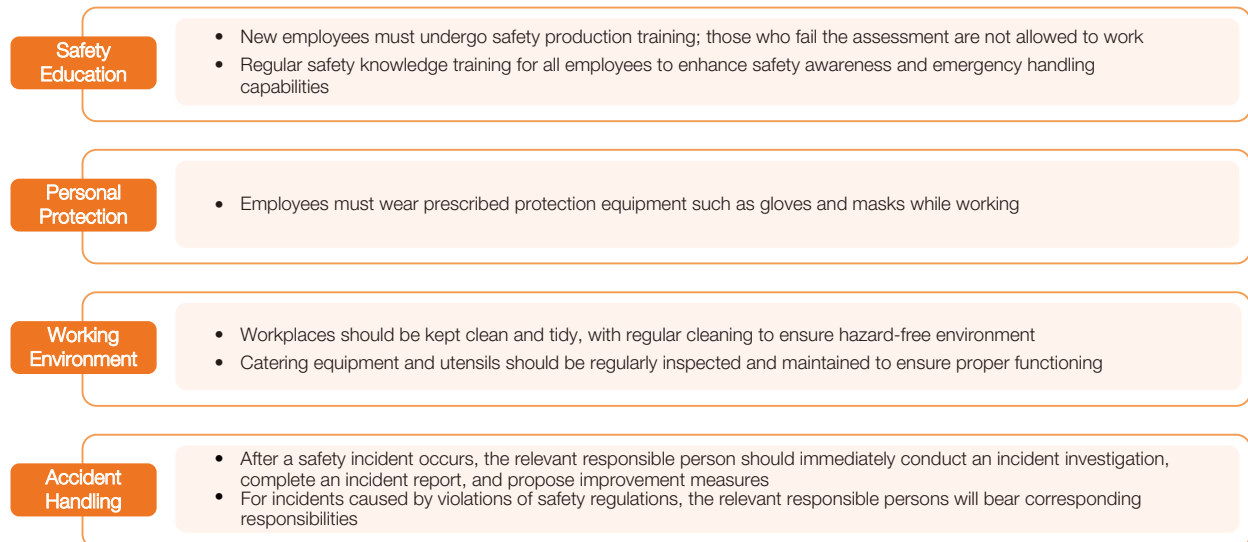 Safety
Education
• New employees must undergo safety production training; those who fail the assessment are not allowed to work
• Regular safety knowledge training for all employees to enhance safety awareness and emergency handling
capabilities
Personal
Protection
• Employees must wear prescribed protection equipment such as gloves and masks while working
Working
Environment
• Workplaces should be kept clean and tidy, with regular cleaning to ensure hazard-free environment
• Catering equipment and utensils should be regularly inspected and maintained to ensure proper functioning
Accident
Handling
• After a safety incident occurs, the relevant responsible person should immediately conduct an incident investigation,
complete an incident report, and propose improvement measures
• For incidents caused by violations of safety regulations, the relevant responsible persons will bear corresponding
responsibilities